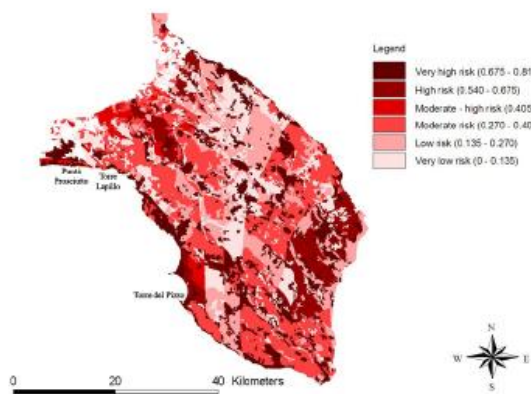 Legend
Very high risk (0.675 - 0.81
High risk (0.540 - 0.675)
Moderate - high risk (0.405
Moderate risk (0.270 - 0.40
Low risk (0.135 - 0.270)
Very low risk (0 - 0.135)
Punta
Prosciutto
Torre
Lapillo
Torre del Pizzo
N
W E
S
0 20 40 Kilometers